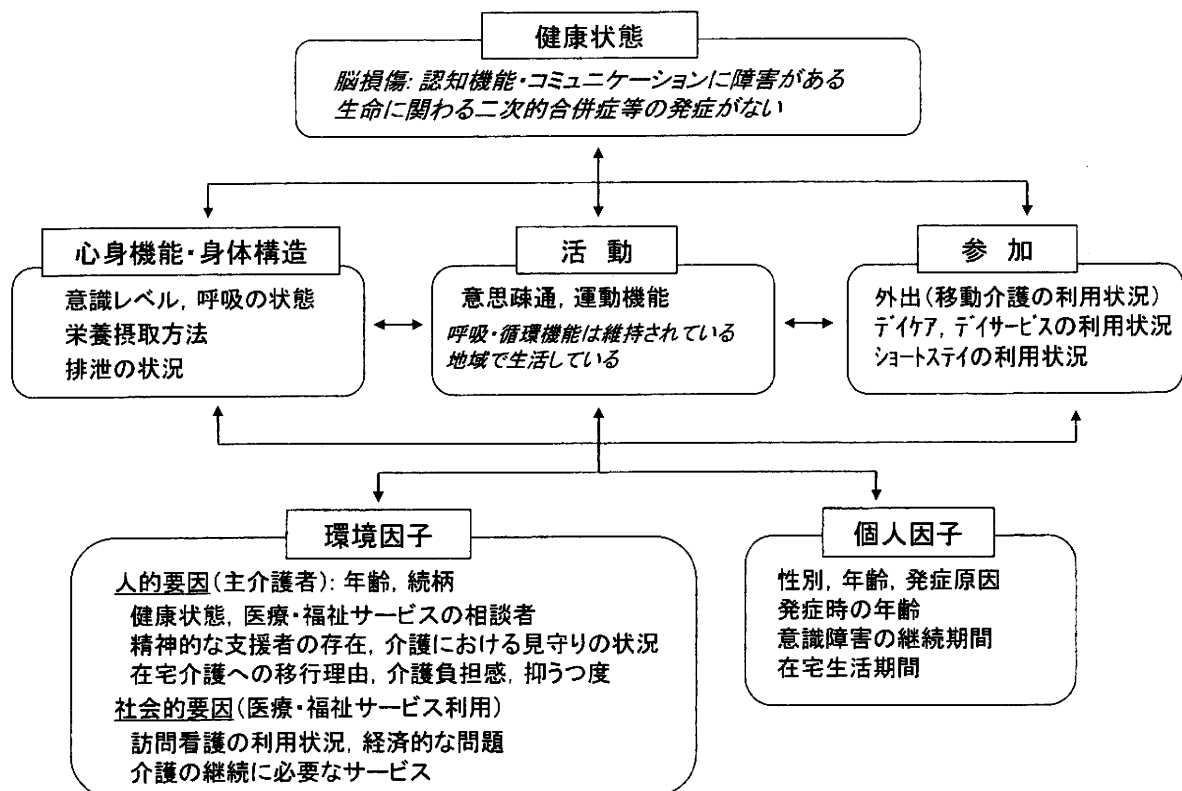 健康状態
脳損傷: 認知機能・コミュニケーションに障害がある
生命に関わる二次的合併症等の発症がない
心身機能・身体構造
意識レベル, 呼吸の状態
栄養摂取方法
排泄の状況
活 動
意思疎通, 運動機能
呼吸・循環機能は維持されている
地域で生活している
参 加
外出(移動介護の利用状況)
ﾃﾞｲケア, ﾃﾞｲサービスの利用状況
ｼｮｰﾄｽﾃｲの利用状況
環境因子
人的要因(主介護者): 年齢, 続柄
健康状態, 医療・福祉サービスの相談者
精神的な支援者の存在, 介護における見守りの状況
在宅介護への移行理由, 介護負担感, 抑うつ度
社会的要因(医療・福祉サービス利用)
訪問看護の利用状況, 経済的な問題
介護の継続に必要なサービス
個人因子
性別, 年齢, 発症原因
発症時の年齢
意識障害の継続期間
在宅生活期間